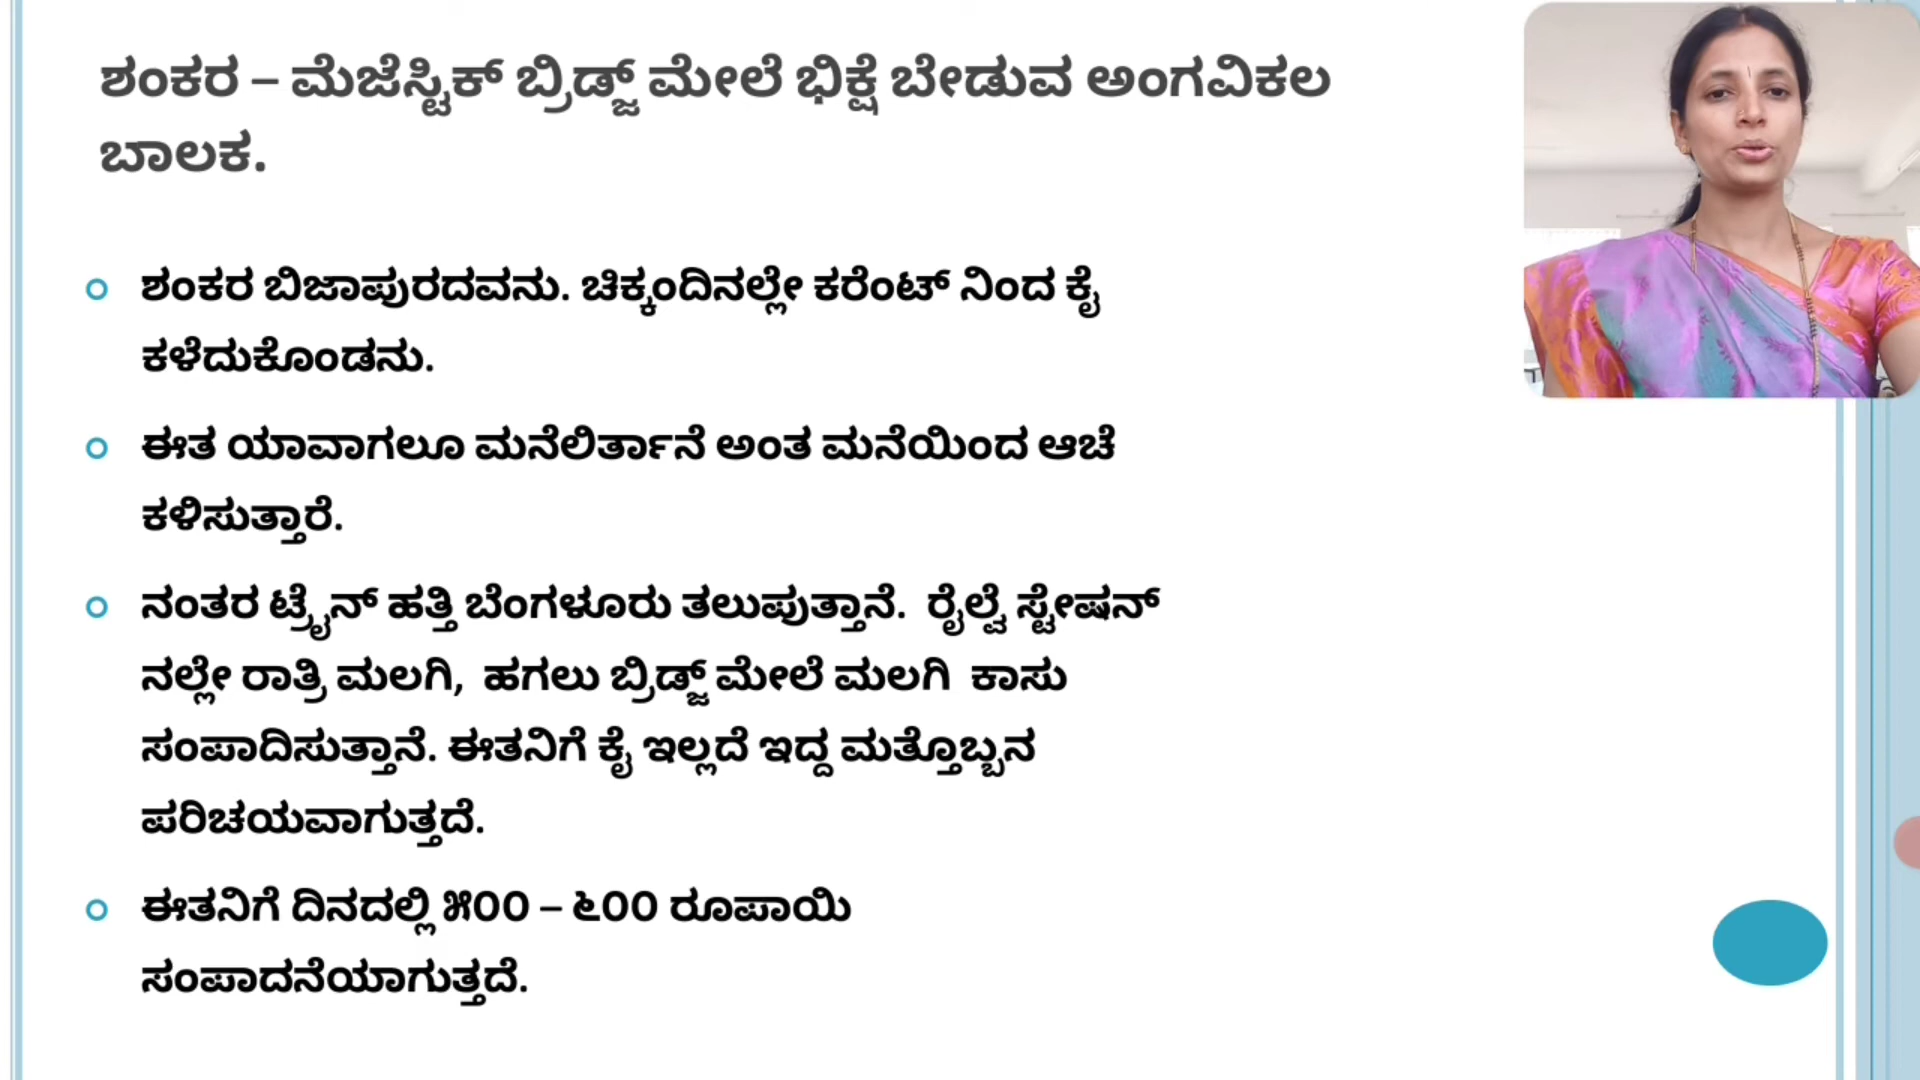 ಶಂಕರ – ಮೆಜೆಸ್ಟಿಕ್ ಬ್ರಿಡ್ಜ್ ಮೇಲೆ ಭಿಕ್ಷೆ ಬೇಡುವ ಅಂಗವಿಕಲ
ಬಾಲಕ.
ಶಂಕರ ಬಿಜಾಪುರದವನು. ಚಿಕ್ಕಂದಿನಲ್ಲೇ ಕರೆಂಟ್ ನಿಂದ ಕೈ
ಕಳೆದುಕೊಂಡನು.
ಈತ ಯಾವಾಗಲೂ ಮನೆಲಿರ್ತಾನೆ ಅಂತ ಮನೆಯಿಂದ ಆಚೆ
ಕಳಿಸುತ್ತಾರೆ.
ನಂತರ ಟ್ರೈನ್ ಹತ್ತಿ ಬೆಂಗಳೂರು ತಲುಪುತ್ತಾನೆ. ರೈಲ್ವೆ ಸ್ಟೇಷನ್
ನಲ್ಲೇ ರಾತ್ರಿ ಮಲಗಿ, ಹಗಲು ಬ್ರಿಡ್ಜ್ ಮೇಲೆ ಮಲಗಿ ಕಾಸು
ಸಂಪಾದಿಸುತ್ತಾನೆ. ಈತನಿಗೆ ಕೈ ಇಲ್ಲದೆ ಇದ್ದ ಮತ್ತೊಬ್ಬನ
ಪರಿಚಯವಾಗುತ್ತದೆ.
ಈತನಿಗೆ ದಿನದಲ್ಲಿ ೫೦೦ – ೬೦೦ ರೂಪಾಯಿ
ಸಂಪಾದನೆಯಾಗುತ್ತದೆ.